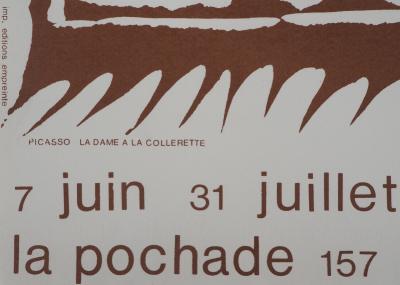 imp. editions empreinte
PICASSO LA DAME A LA COLLERETTE
7 juin 31 juillet
la pochade 157